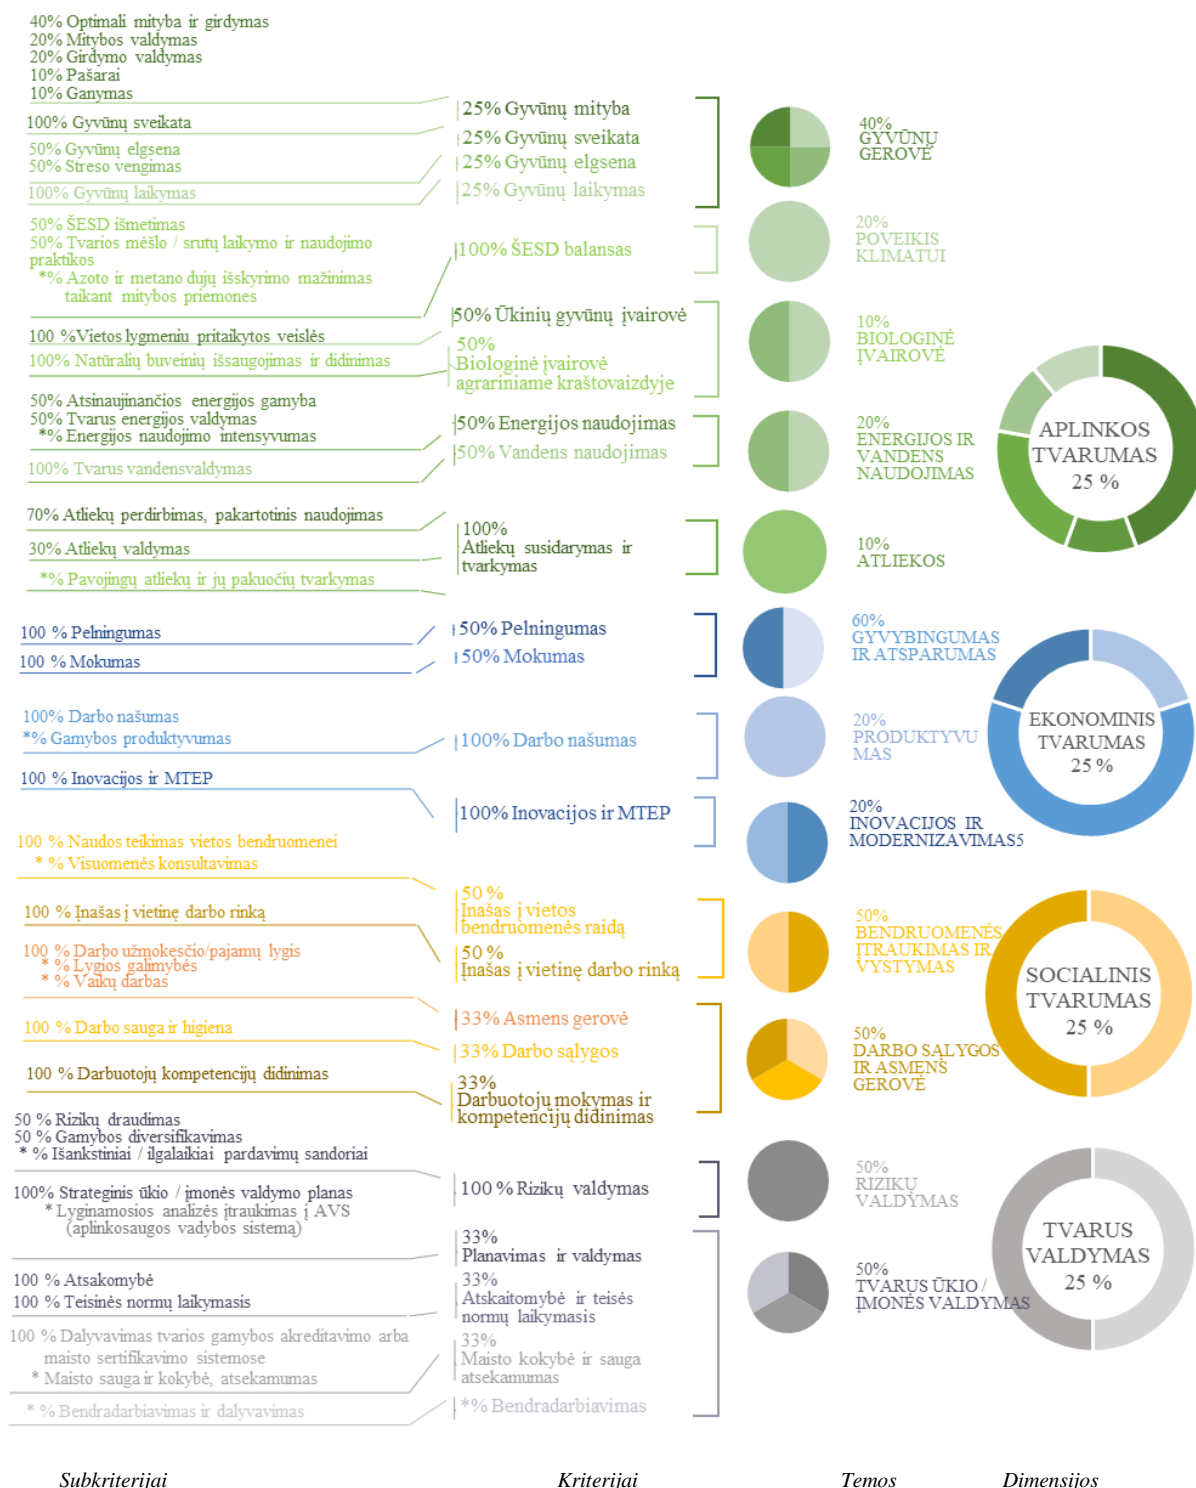 40% Optimali mityba ir girdymas
20% Mitybos valdymas
20% Girdymo valdymas
10% Pašarai
10% Ganymas
100% Gyvūnų sveikata
50% Gyvūnų elgsena
50% Streso vengimas
100% Gyvūnų laikymas
50% ŠESD išmetimas
50% Tvarios mėšlo / srutų laikymo ir naudojimo
praktikos
*% Azoto ir metano dujų išskyrimo mažinimas
taikant mitybos priemones
100 %Vietos lygmeniu pritaikytos veislės
100% Natūralių buveinių išsaugojimas ir didinimas
50% Atsinaujinančios energijos gamyba
50% Tvarus energijos valdymas
*% Energijos naudojimo intensyvumas
100% Tvarus vandensvaldymas
70% Atliekų perdirbimas, pakartotinis naudojimas
30% Atliekų valdymas
*% Pavojingų atliekų ir jų pakuočių tvarkymas
100 % Pelningumas
100 % Mokumas
100% Darbo našumas
*% Gamybos produktyvumas
100 % Inovacijos ir MTEP
100 % Naudos teikimas vietos bendruomenei
* % Visuomenės konsultavimas
100 % Įnašas į vietinę darbo rinką
100 % Darbo užmokesčio/pajamų lygis
* % Lygios galimybės
* % Vaikų darbas
100 % Darbo sauga ir higiena
100 % Darbuotojų kompetencijų didinimas
50 % Rizikų draudimas
50 % Gamybos diversifikavimas
* % Išankstiniai / ilgalaikiai pardavimų sandoriai
100% Strateginis ūkio / įmonės valdymo planas
* Lyginamosios analizės įtraukimas į AVS
(aplinkosaugos vadybos sistemą)
100 % Atsakomybė
100 % Teisinės normų laikymasis
100 % Dalyvavimas tvarios gamybos akreditavimo arba
maisto sertifikavimo sistemose
* Maisto sauga ir kokybė, atsekamumas
* % Bendradarbiavimas ir dalyvavimas
25% Gyvūnų mityba
25% Gyvūnų sveikata
25% Gyvūnų elgsena
25% Gyvūnų laikymas
100% ŠESD balansas
50% Ūkinių gyvūnų įvairovė
50%
Biologinė įvairovė
agrariniame kraštovaizdyje
50% Energijos naudojimas
50% Vandens naudojimas
100%
Atliekų susidarymas ir
tvarkymas
50% Pelningumas
50% Mokumas
100% Darbo našumas
100% Inovacijos ir MTEP
50 %
Įnašas į vietos
bendruomenės raidą
50 %
Įnašas į vietinę darbo rinką
33% Asmens gerovė
33% Darbo sąlygos
33%
Darbuotojų mokymas ir
kompetencijų didinimas
100 % Rizikų valdymas
33%
Planavimas ir valdymas
33%
Atskaitomybė ir teisės
normų laikymasis
33%
Maisto kokybė ir sauga
atsekamumas
*% Bendradarbiavimas
40%
GYVŪNŲ
GEROVĖ
20%
POVEIKIS
KLIMATUI
10%
BIOLOGINĖ
ĮVAIROVĖ
20%
ENERGIJOS IR
VANDENS
NAUDOJIMAS
10%
ATLIEKOS
60%
GYVYBINGUMAS
IR ATSPARUMAS
20%
PRODUKTYVU
MAS
20%
INOVACIJOS IR
MODERNIZAVIMAS5
50%
BENDRUOMENĖS
ĮTRAUKIMAS IR
VYSTYMAS
50%
DARBO SĄLYGOS
IR ASMENS
GEROVĖ
50%
RIZIKŲ
VALDYMAS
50%
TVARUS ŪKIO /
ĮMONĖS VALDYMAS
APLINKOS
TVARUMAS
25 %
EKONOMINIS
TVARUMAS
25 %
SOCIALINIS
TVARUMAS
25 %
TVARUS
VALDYMAS
25 %
Subkriterijai
Kriterijai
Temos
Dimensijos